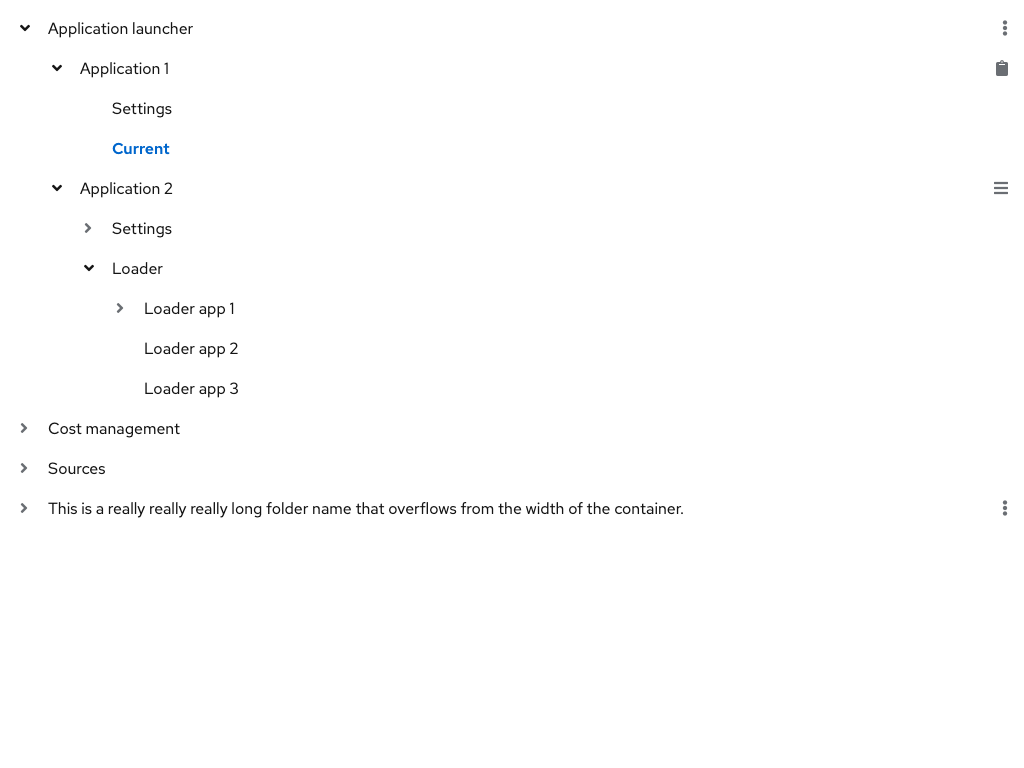 Application launcher
Application 1
Settings
Current
Application 2
Settings
Loader
Loader app 1
Loader app 2
Loader app 3
Cost management
Sources
This is a really really really long folder name that overflows from the width of the container.